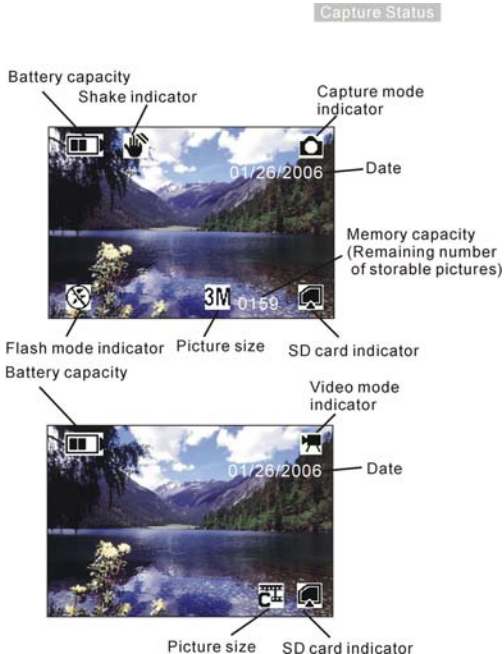 Capture Status
Battery capacity
Shake indicator
Capture mode
indicator
01/26/2006
Date
Memory capacity
(Remaining number
of storable pictures)
3M
0159
Flash mode indicator
Picture size
SD card indicator
Battery capacity
Video mode
indicator
01/26/2006
Date
C
Picture size
SD card indicator